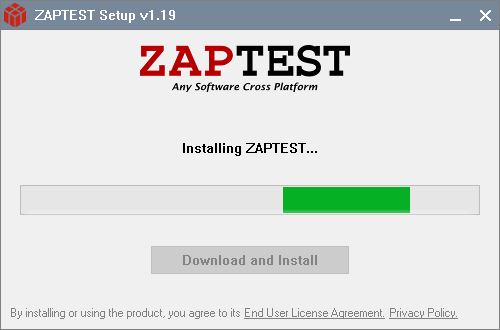 ZAPTEST Setup v1.19
ZAPTEST
Any Software Cross Platform
Installing ZAPTEST...
Download and Install
By installing or using the product, you agree to its End User License Agreement. Privacy Policy.